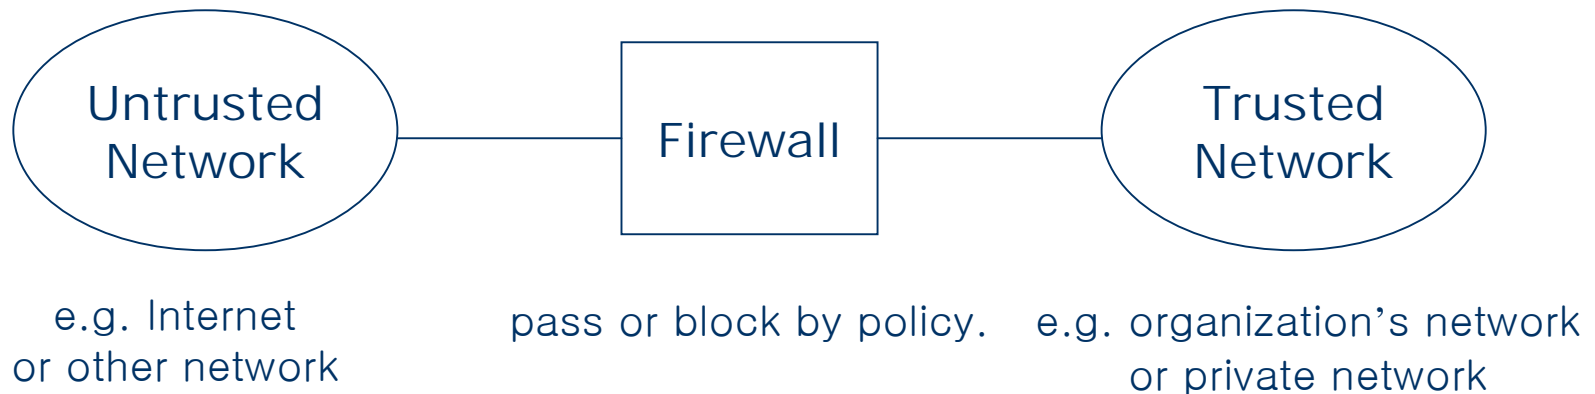 Untrusted
Network
Firewall
Trusted
Network
e.g. Internet
or other network
pass or block by policy.
e.g. organization's network
or private network